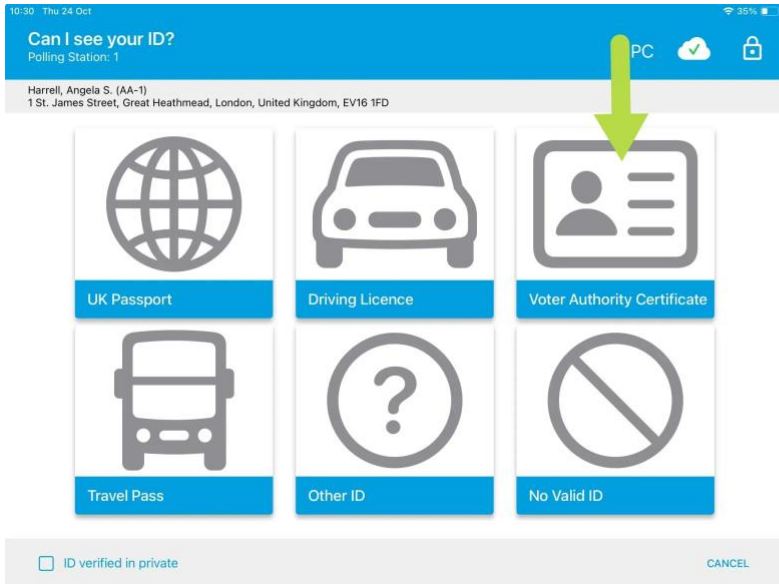 10:30 Thu 24 Oct
35%
Can I see your ID?
Polling Station: 1
PC
Harrell, Angela S. (AA-1)
1 St. James Street, Great Heathmead, London, United Kingdom, EV16 1FD
UK Passport
Driving Licence
Voter Authority Certificate
?
Travel Pass
Other ID
No Valid ID
ID verified in private
CANCEL